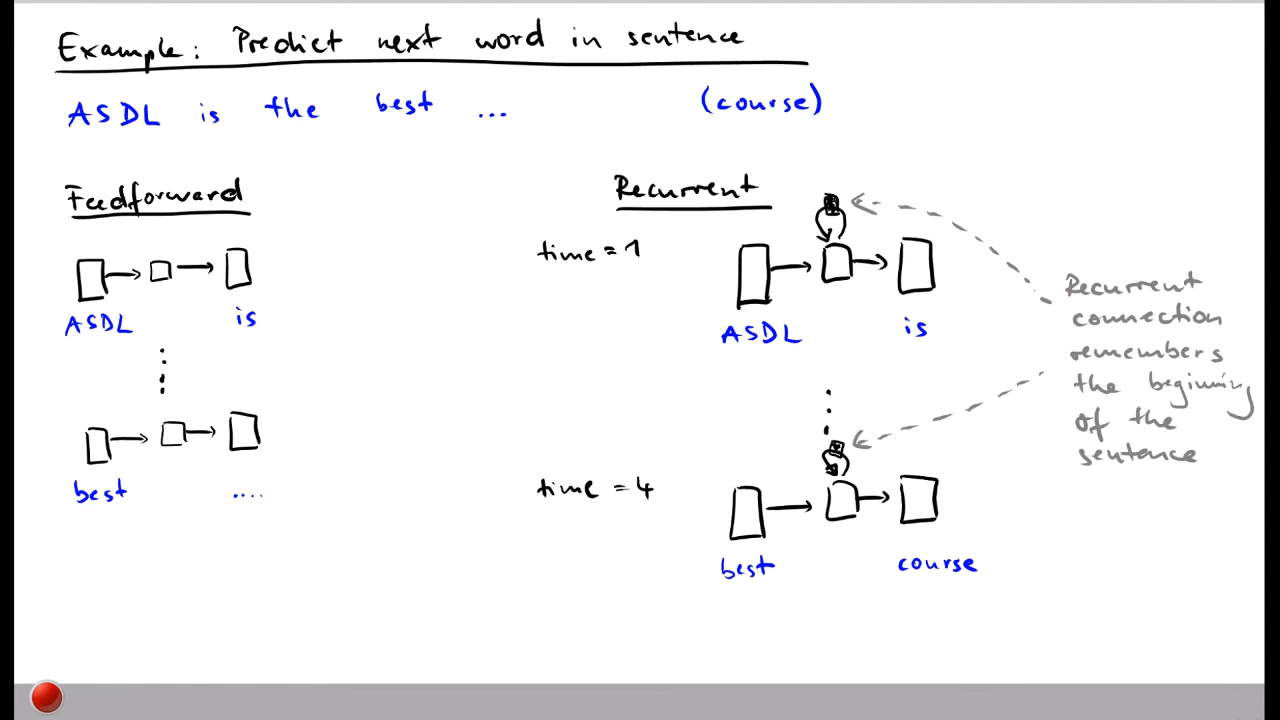 Example: Predict next word in sentence
ASDL is the best ... (course)
Feedforward
ASDL is
best ....
Recurrent
time = 1
ASDL is
time = 4
best course
Recurrent
connection
remembers
the beginning
of the
sentence